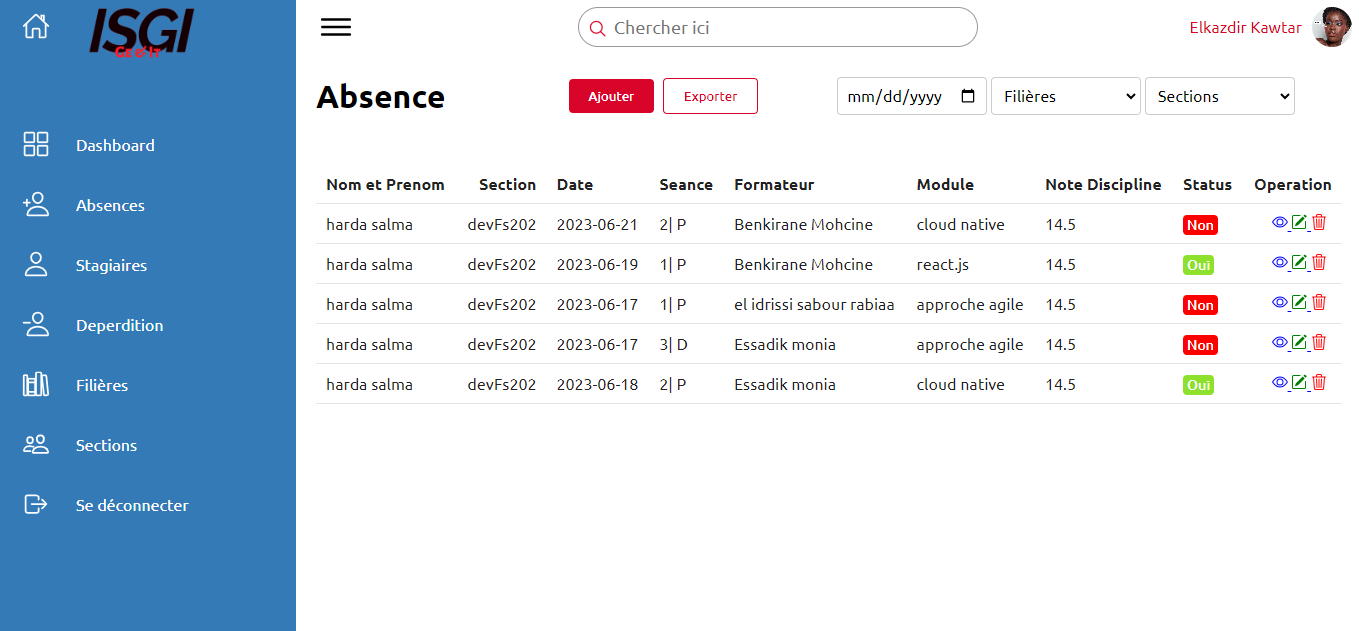 ISGI
Chercher ici
Elkazdir Kawtar
Absence
Ajouter
Exporter
mm/dd/yyyy
Filières
Sections
Dashboard
Absences
Stagiaires
Deperdition
Filières
Sections
Se déconnecter
Nom et Prenom Section Date Seance Formateur Module Note Discipline Status Operation
harda salma devFs202 2023-06-21 2| P Benkirane Mohcine cloud native 14.5 Non
harda salma devFs202 2023-06-19 1| P Benkirane Mohcine react.js 14.5 Oui
harda salma devFs202 2023-06-17 1| P el idrissi sabour rabiaa approche agile 14.5 Non
harda salma devFs202 2023-06-17 3| D Essadik monia approche agile 14.5 Non
harda salma devFs202 2023-06-18 2| P Essadik monia cloud native 14.5 Oui